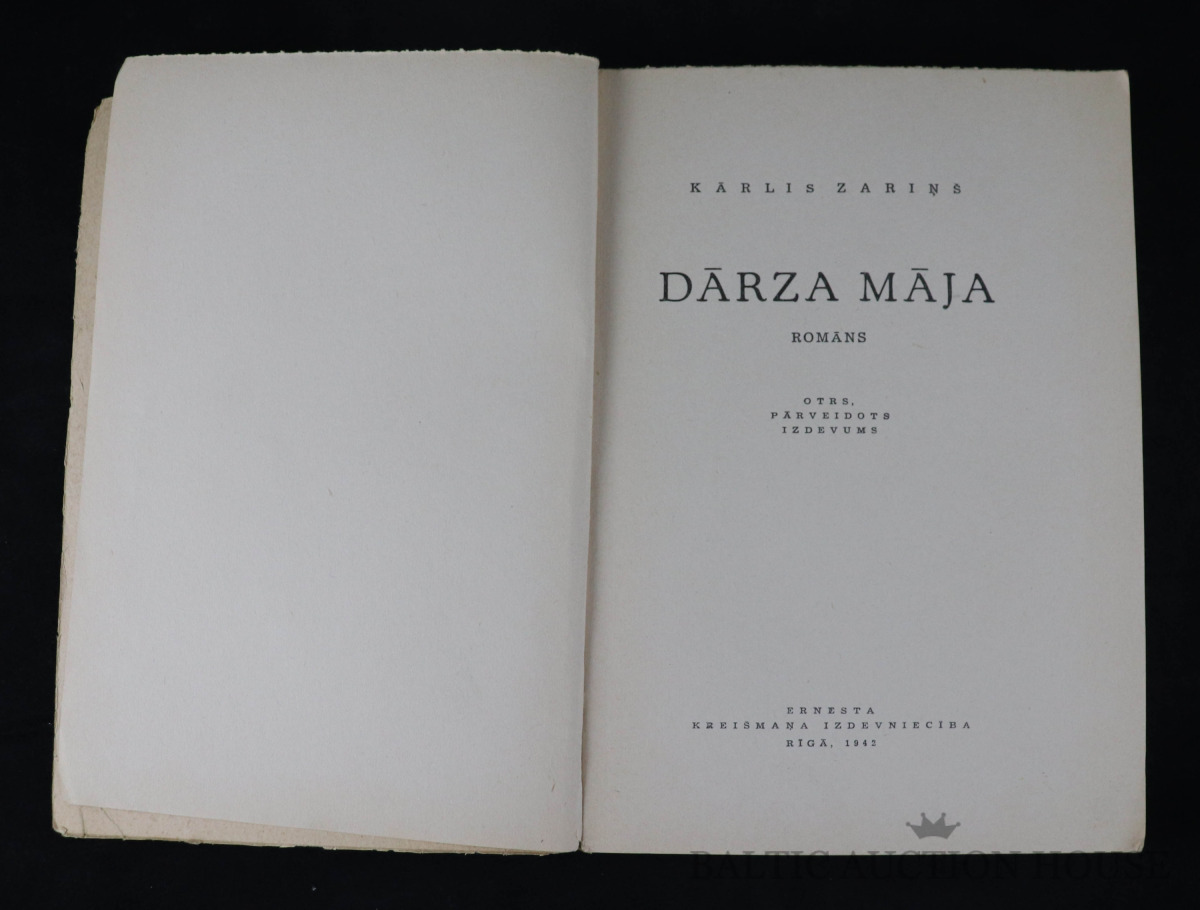 KĀRLIS ZARIŅŠ
DĀRZA MĀJA
ROMĀNS
OTRS,
PĀRVEIDOTS
IZDEVUMS
ERNESTA
KREIŠMAŅA IZDEVNIECĪBA
RĪGĀ, 1942
BALTIC AUCTION HOUSE